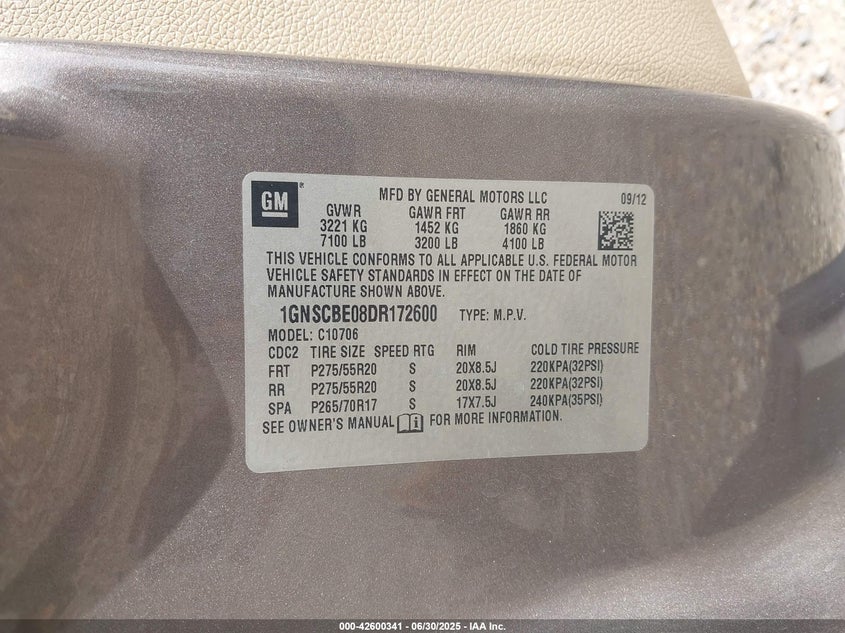 GM ®
MFD BY GENERAL MOTORS LLC 09/12
GVWR GAWR FRT GAWR RR
3221 KG 1452 KG 1860 KG
7100 LB 3200 LB 4100 LB
THIS VEHICLE CONFORMS TO ALL APPLICABLE U.S. FEDERAL MOTOR
VEHICLE SAFETY STANDARDS IN EFFECT ON THE DATE OF
MANUFACTURE SHOWN ABOVE.
1GNSCBE08DR172600 TYPE: M.P.V.
MODEL: C10706
CDC2 TIRE SIZE SPEED RTG RIM COLD TIRE PRESSURE
FRT P275/55R20 S 20X8.5J 220KPA(32PSI)
RR P275/55R20 S 20X8.5J 220KPA(32PSI)
SPA P265/70R17 S 17X7.5J 240KPA(35PSI)
SEE OWNER'S MANUAL FOR MORE INFORMATION.
000-42600341 | 06/30/2025 - IAA Inc.